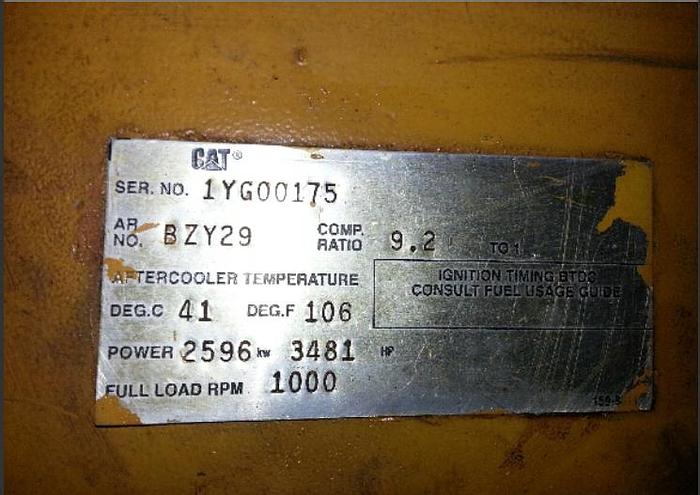 CAT®
SER. NO. 1YG00175
AR NO. BZY29 COMP. RATIO 9.2 TO 1
AFTERCOOLER TEMPERATURE
IGNITION TIMING BTDC
CONSULT FUEL USAGE GUIDE
DEG.C 41 DEG.F 106
POWER 2596 kw 3481 HP
FULL LOAD RPM 1000